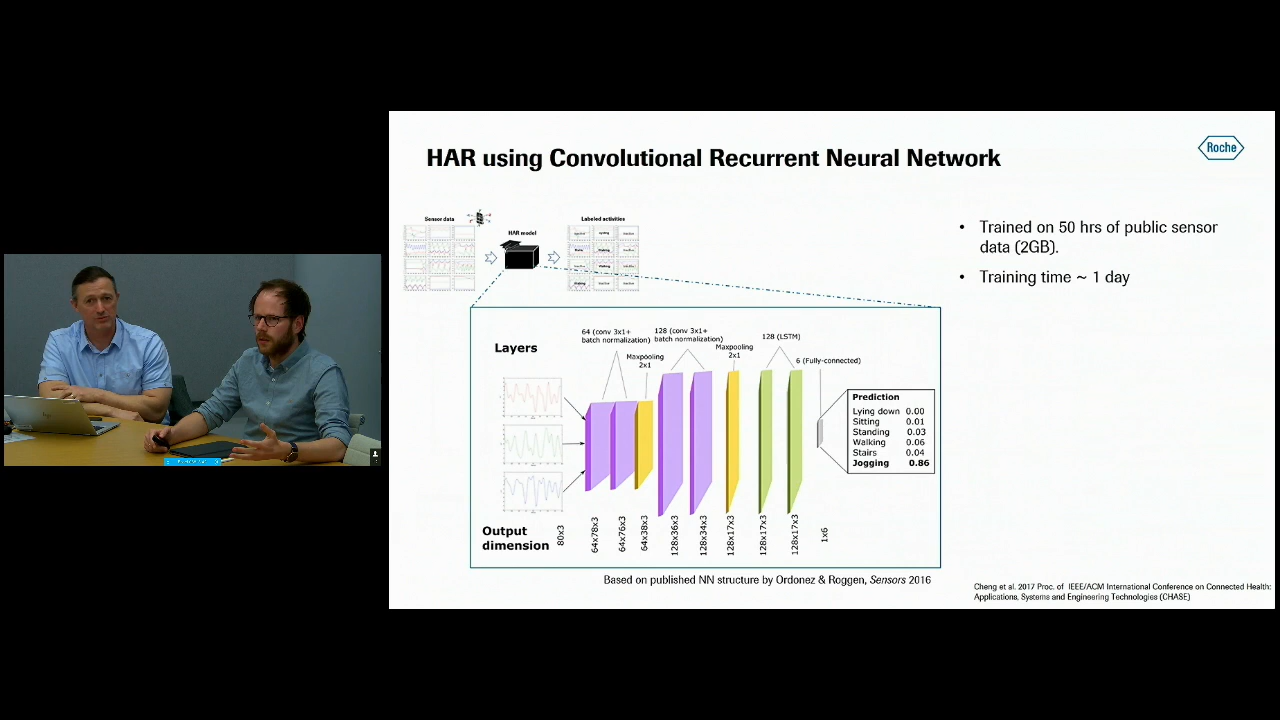 HAR using Convolutional Recurrent Neural Network
Roche
Sensor data
HAR model
Labeled activities
• Trained on 50 hrs of public sensor
data (2GB).
• Training time ~ 1 day
Layers
64 (conv 3x1+
batch normalization)
Maxpooling
2x1
128 (conv 3x1+
batch normalization)
Maxpooling
2x1
128 (LSTM)
6 (Fully-connected)
Prediction
Lying down 0.00
Sitting 0.01
Standing 0.03
Walking 0.06
Stairs 0.04
Jogging 0.86
Output
dimension
80x3
64x78x3
64x76x3
64x38x3
128x36x3
128x34x3
128x17x3
128x17x3
128x17x3
1x6
Based on published NN structure by Ordonez & Roggen, Sensors 2016
Cheng et al. 2017 Proc. of IEEE/ACM International Conference on Connected Health:
Applications, Systems and Engineering Technologies (CHASE)